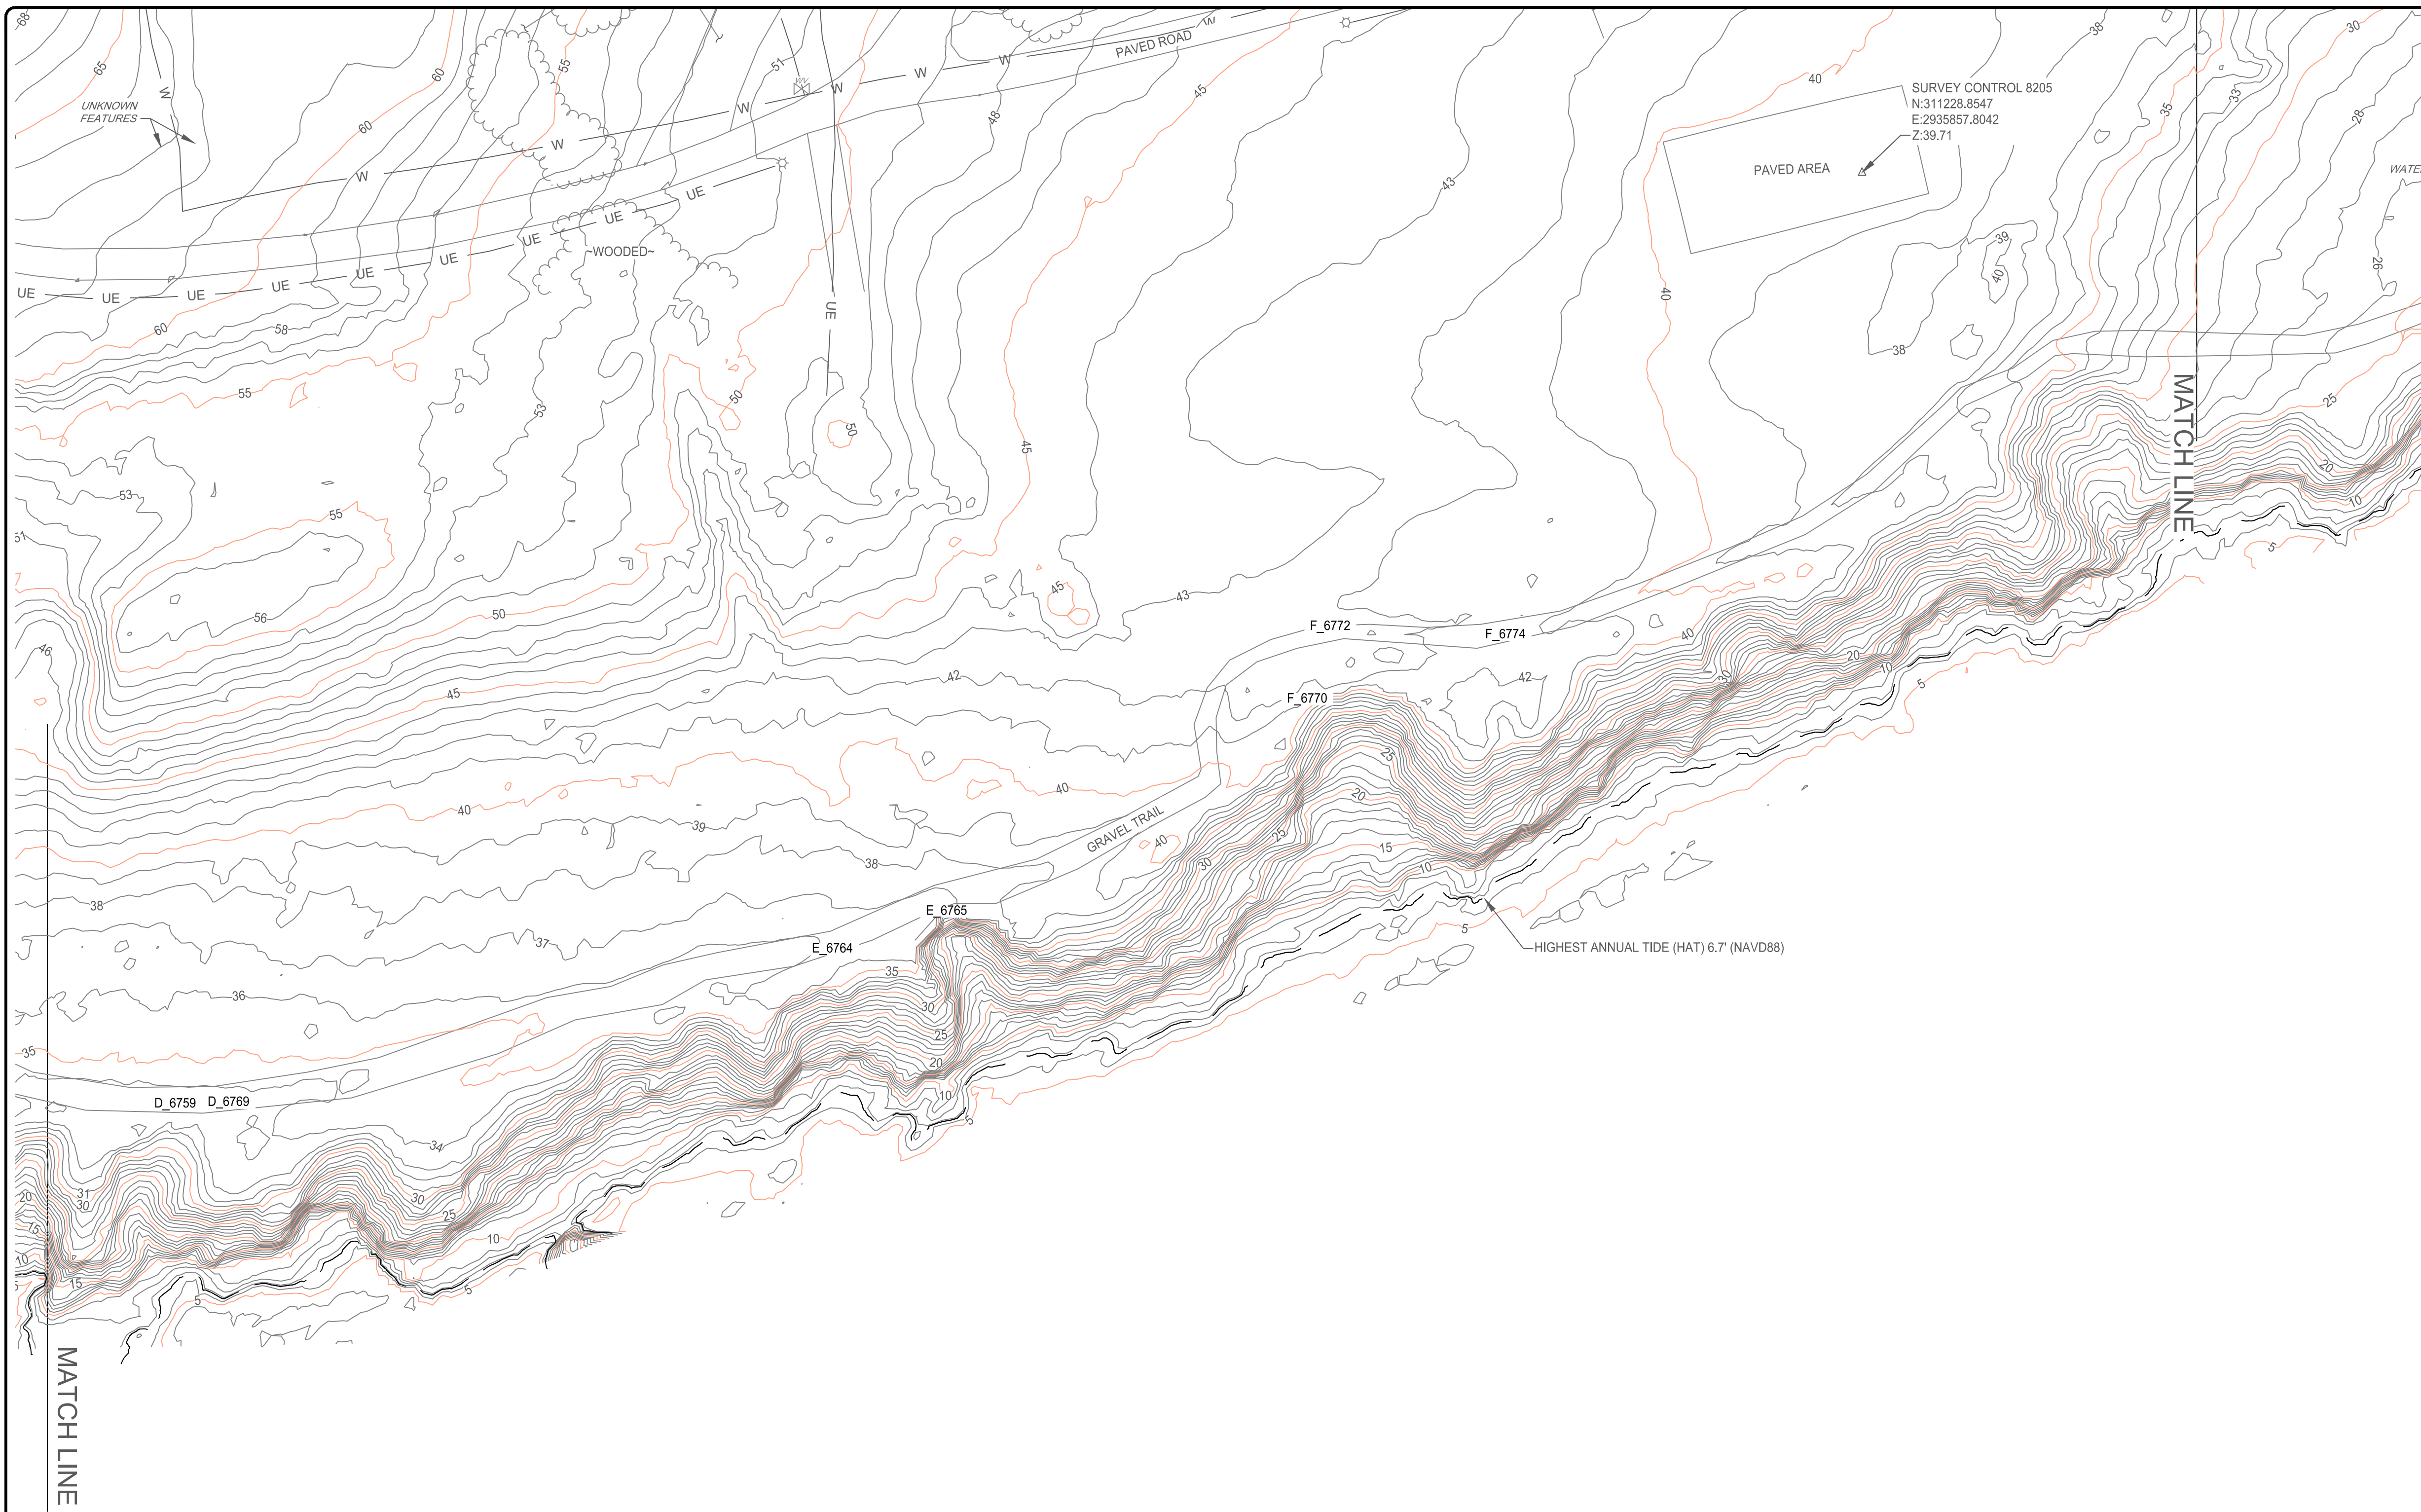 68
65
60
55
51
W
PAVED ROAD
W
W
W
W
W
W
W
W
45
48
43
40
38
30
UNKNOWN
FEATURES
60
SURVEY CONTROL 8205
N:311228.8547
E:2935857.8042
Z:39.71
PAVED AREA
35
33
28
WATE
UE
UE
UE
UE
UE
UE
UE
UE
UE
UE
~WOODED~
39
40
26
40
38
60
58
55
53
50
50
45
25
20
10
5
MATCH LINE
53
55
51
56
50
45
43
46
45
42
F_6772
F_6774
F_6770
42
40
30
20
10
5
40
39
38
40
GRAVEL TRAIL
40
25
20
30
25
15
10
5
HIGHEST ANNUAL TIDE (HAT) 6.7' (NAVD88)
38
37
36
35
E_6765
E_6764
35
30
25
20
10
5
D_6759 D_6769
34
31
30
20
15
10
5
15
30
25
10
5
5
MATCH LINE